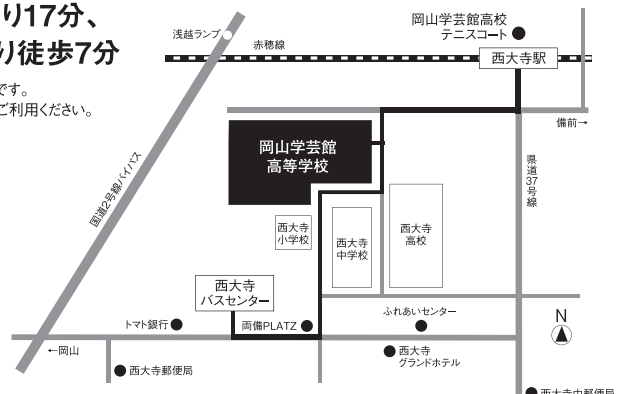 り17分、
り徒歩7分
です。
ご利用ください。
浅越ランプ
赤穂線
岡山学芸館高校
テニスコート
西大寺駅
備前→
岡山学芸館
高等学校
国道2号線バイパス
県道37号線
西大寺
小学校
西大寺
中学校
西大寺
高校
西大寺
バスセンター
トマト銀行
両備PLATZ
ふれあいセンター
N
←岡山
西大寺
グランドホテル
西大寺郵便局
西大寺中郵便局